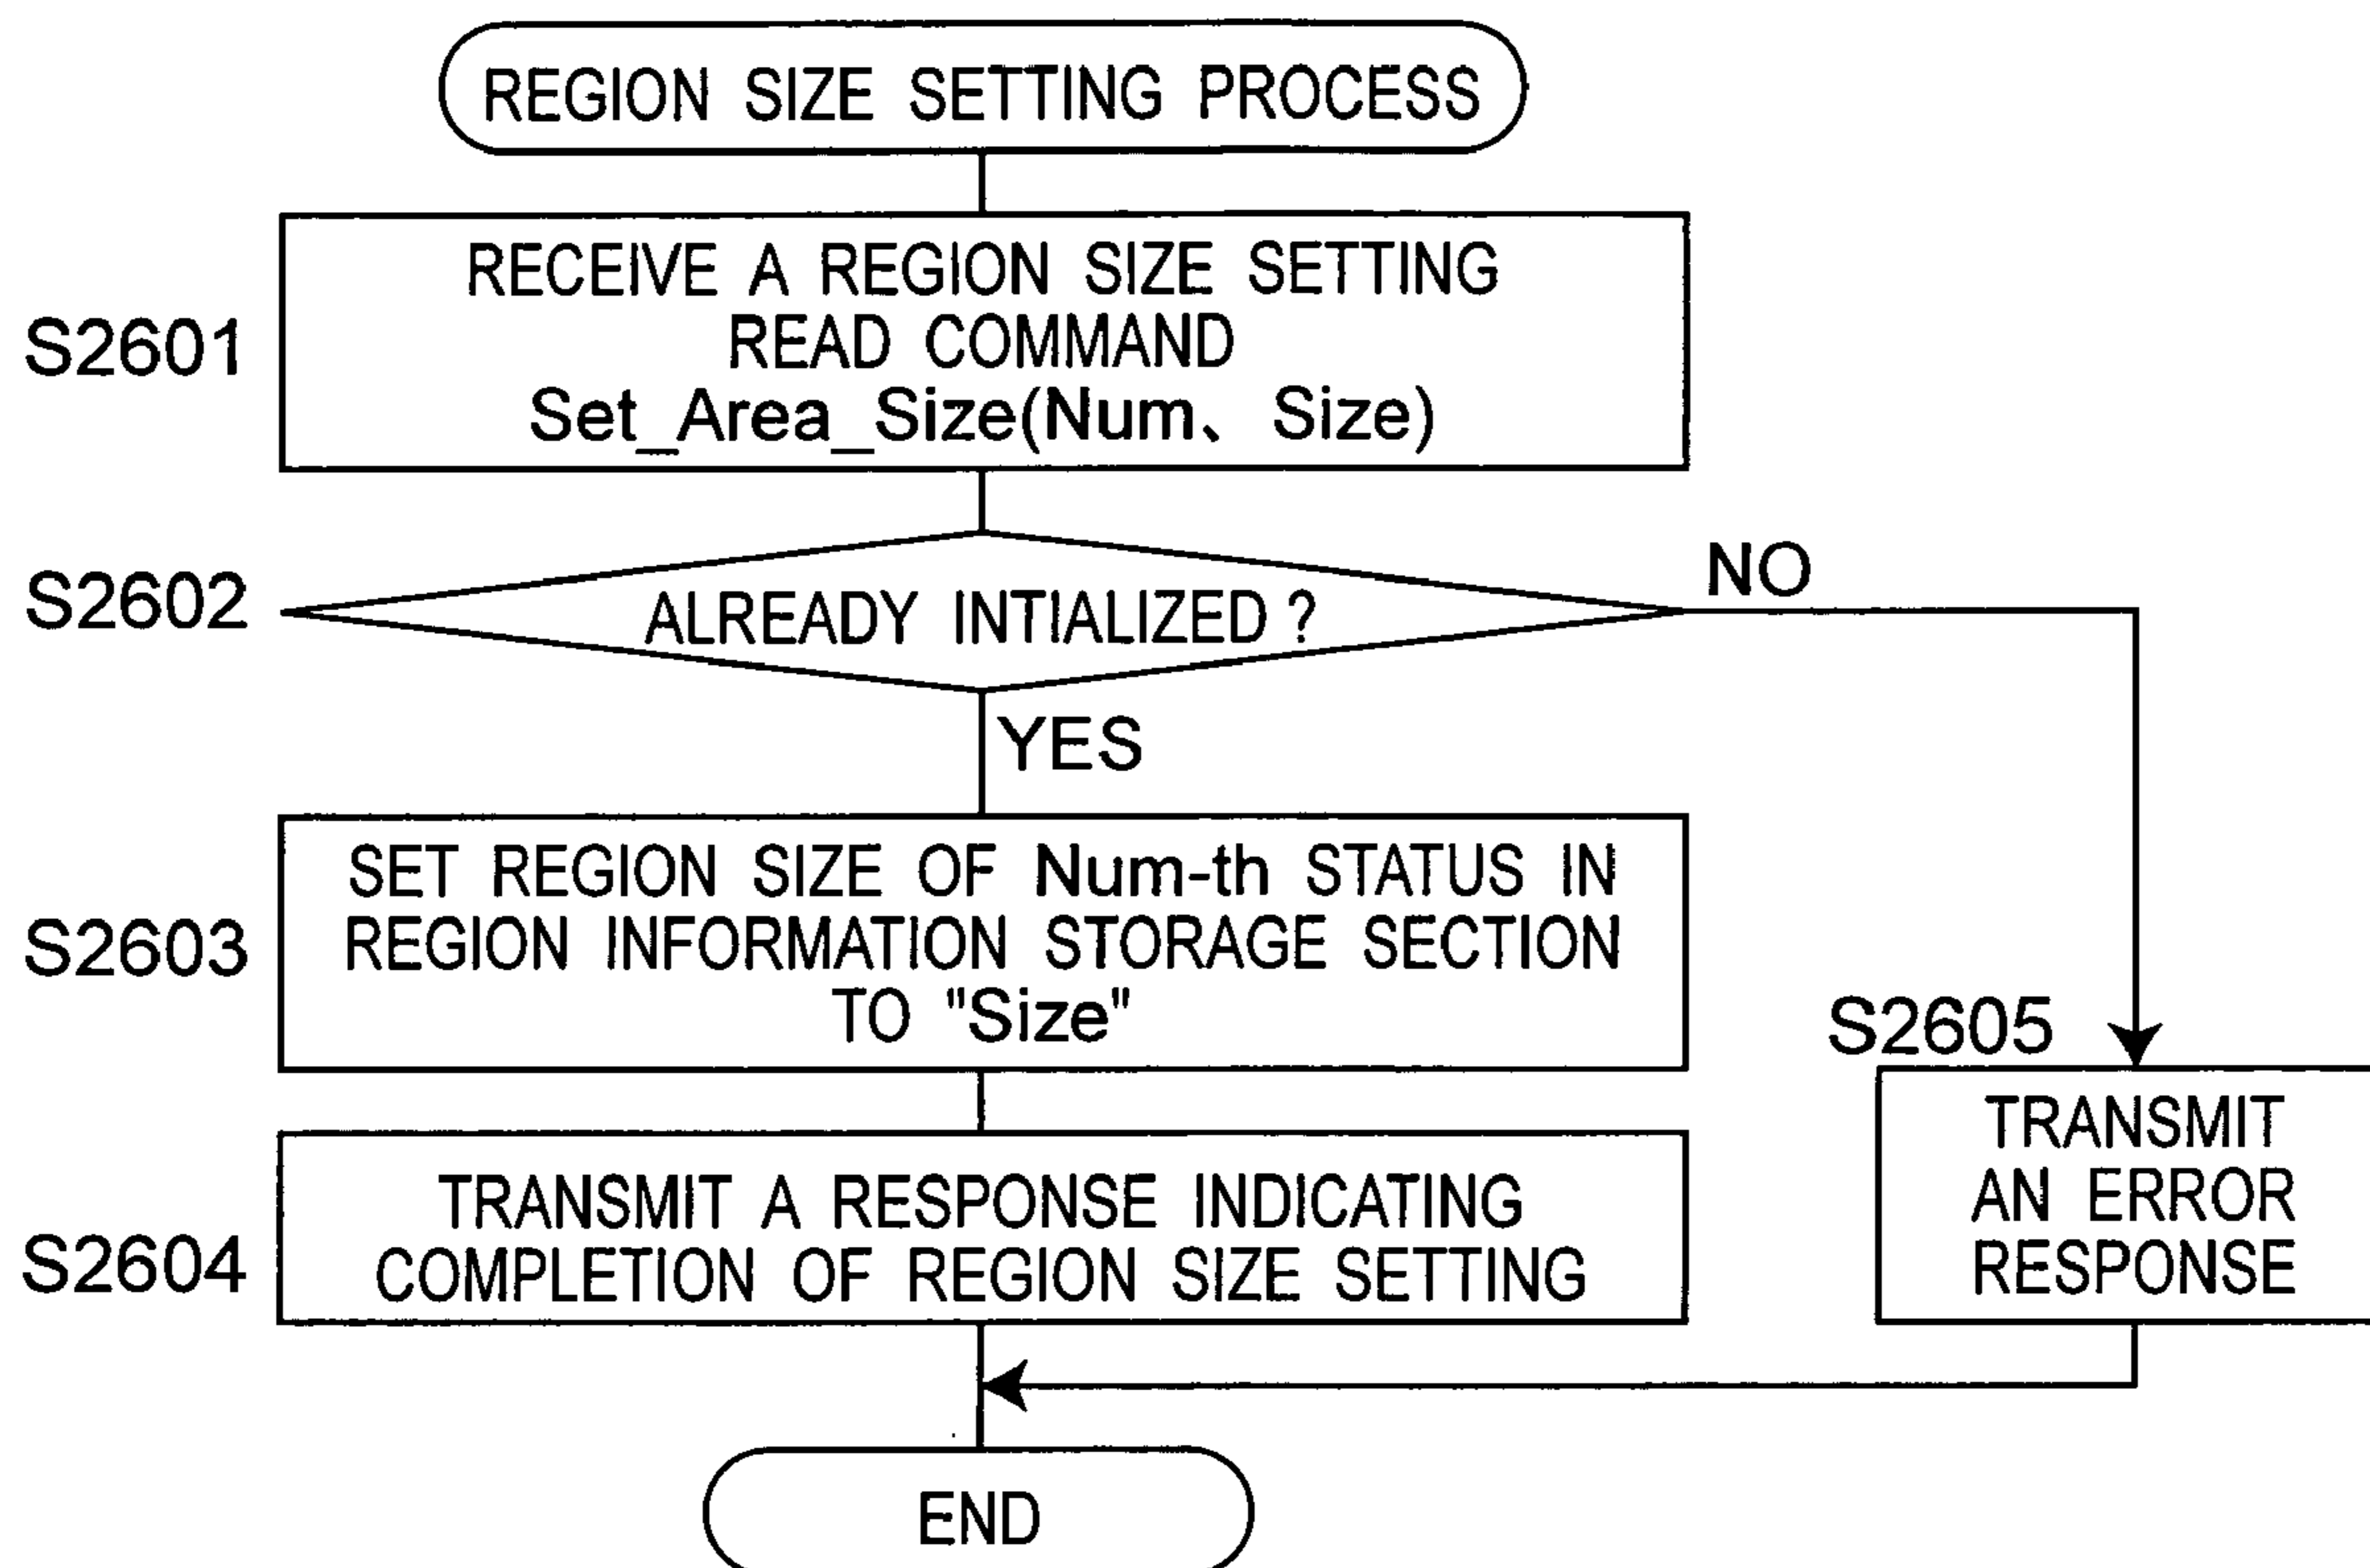 REGION SIZE SETTING PROCESS
S2601
RECEIVE A REGION SIZE SETTING
READ COMMAND
Set_Area_Size(Num、 Size)
S2602
ALREADY INTIALIZED ?
NO
YES
S2603
SET REGION SIZE OF Num-th STATUS IN
REGION INFORMATION STORAGE SECTION
TO "Size"
S2605
TRANSMIT
AN ERROR
RESPONSE
S2604
TRANSMIT A RESPONSE INDICATING
COMPLETION OF REGION SIZE SETTING
END